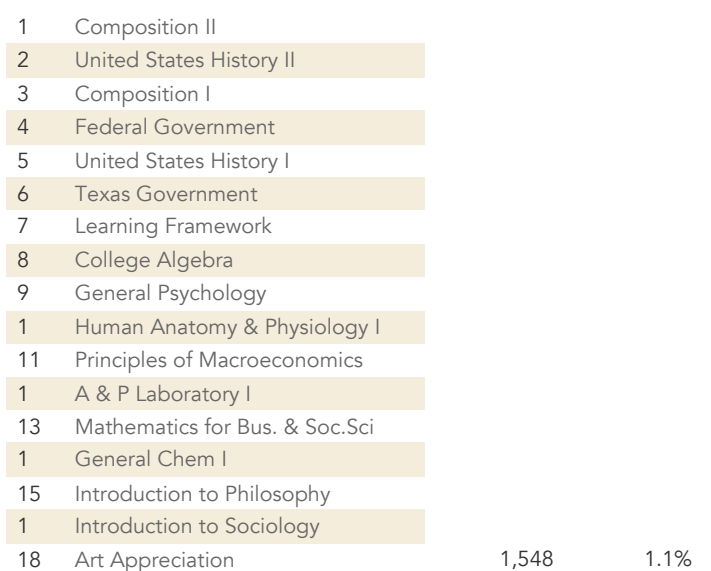 1 Composition II
2 United States History II
3 Composition I
4 Federal Government
5 United States History I
6 Texas Government
7 Learning Framework
8 College Algebra
9 General Psychology
1 Human Anatomy & Physiology I
11 Principles of Macroeconomics
1 A & P Laboratory I
13 Mathematics for Bus. & Soc.Sci
1 General Chem I
15 Introduction to Philosophy
1 Introduction to Sociology
18 Art Appreciation 1,548 1.1%